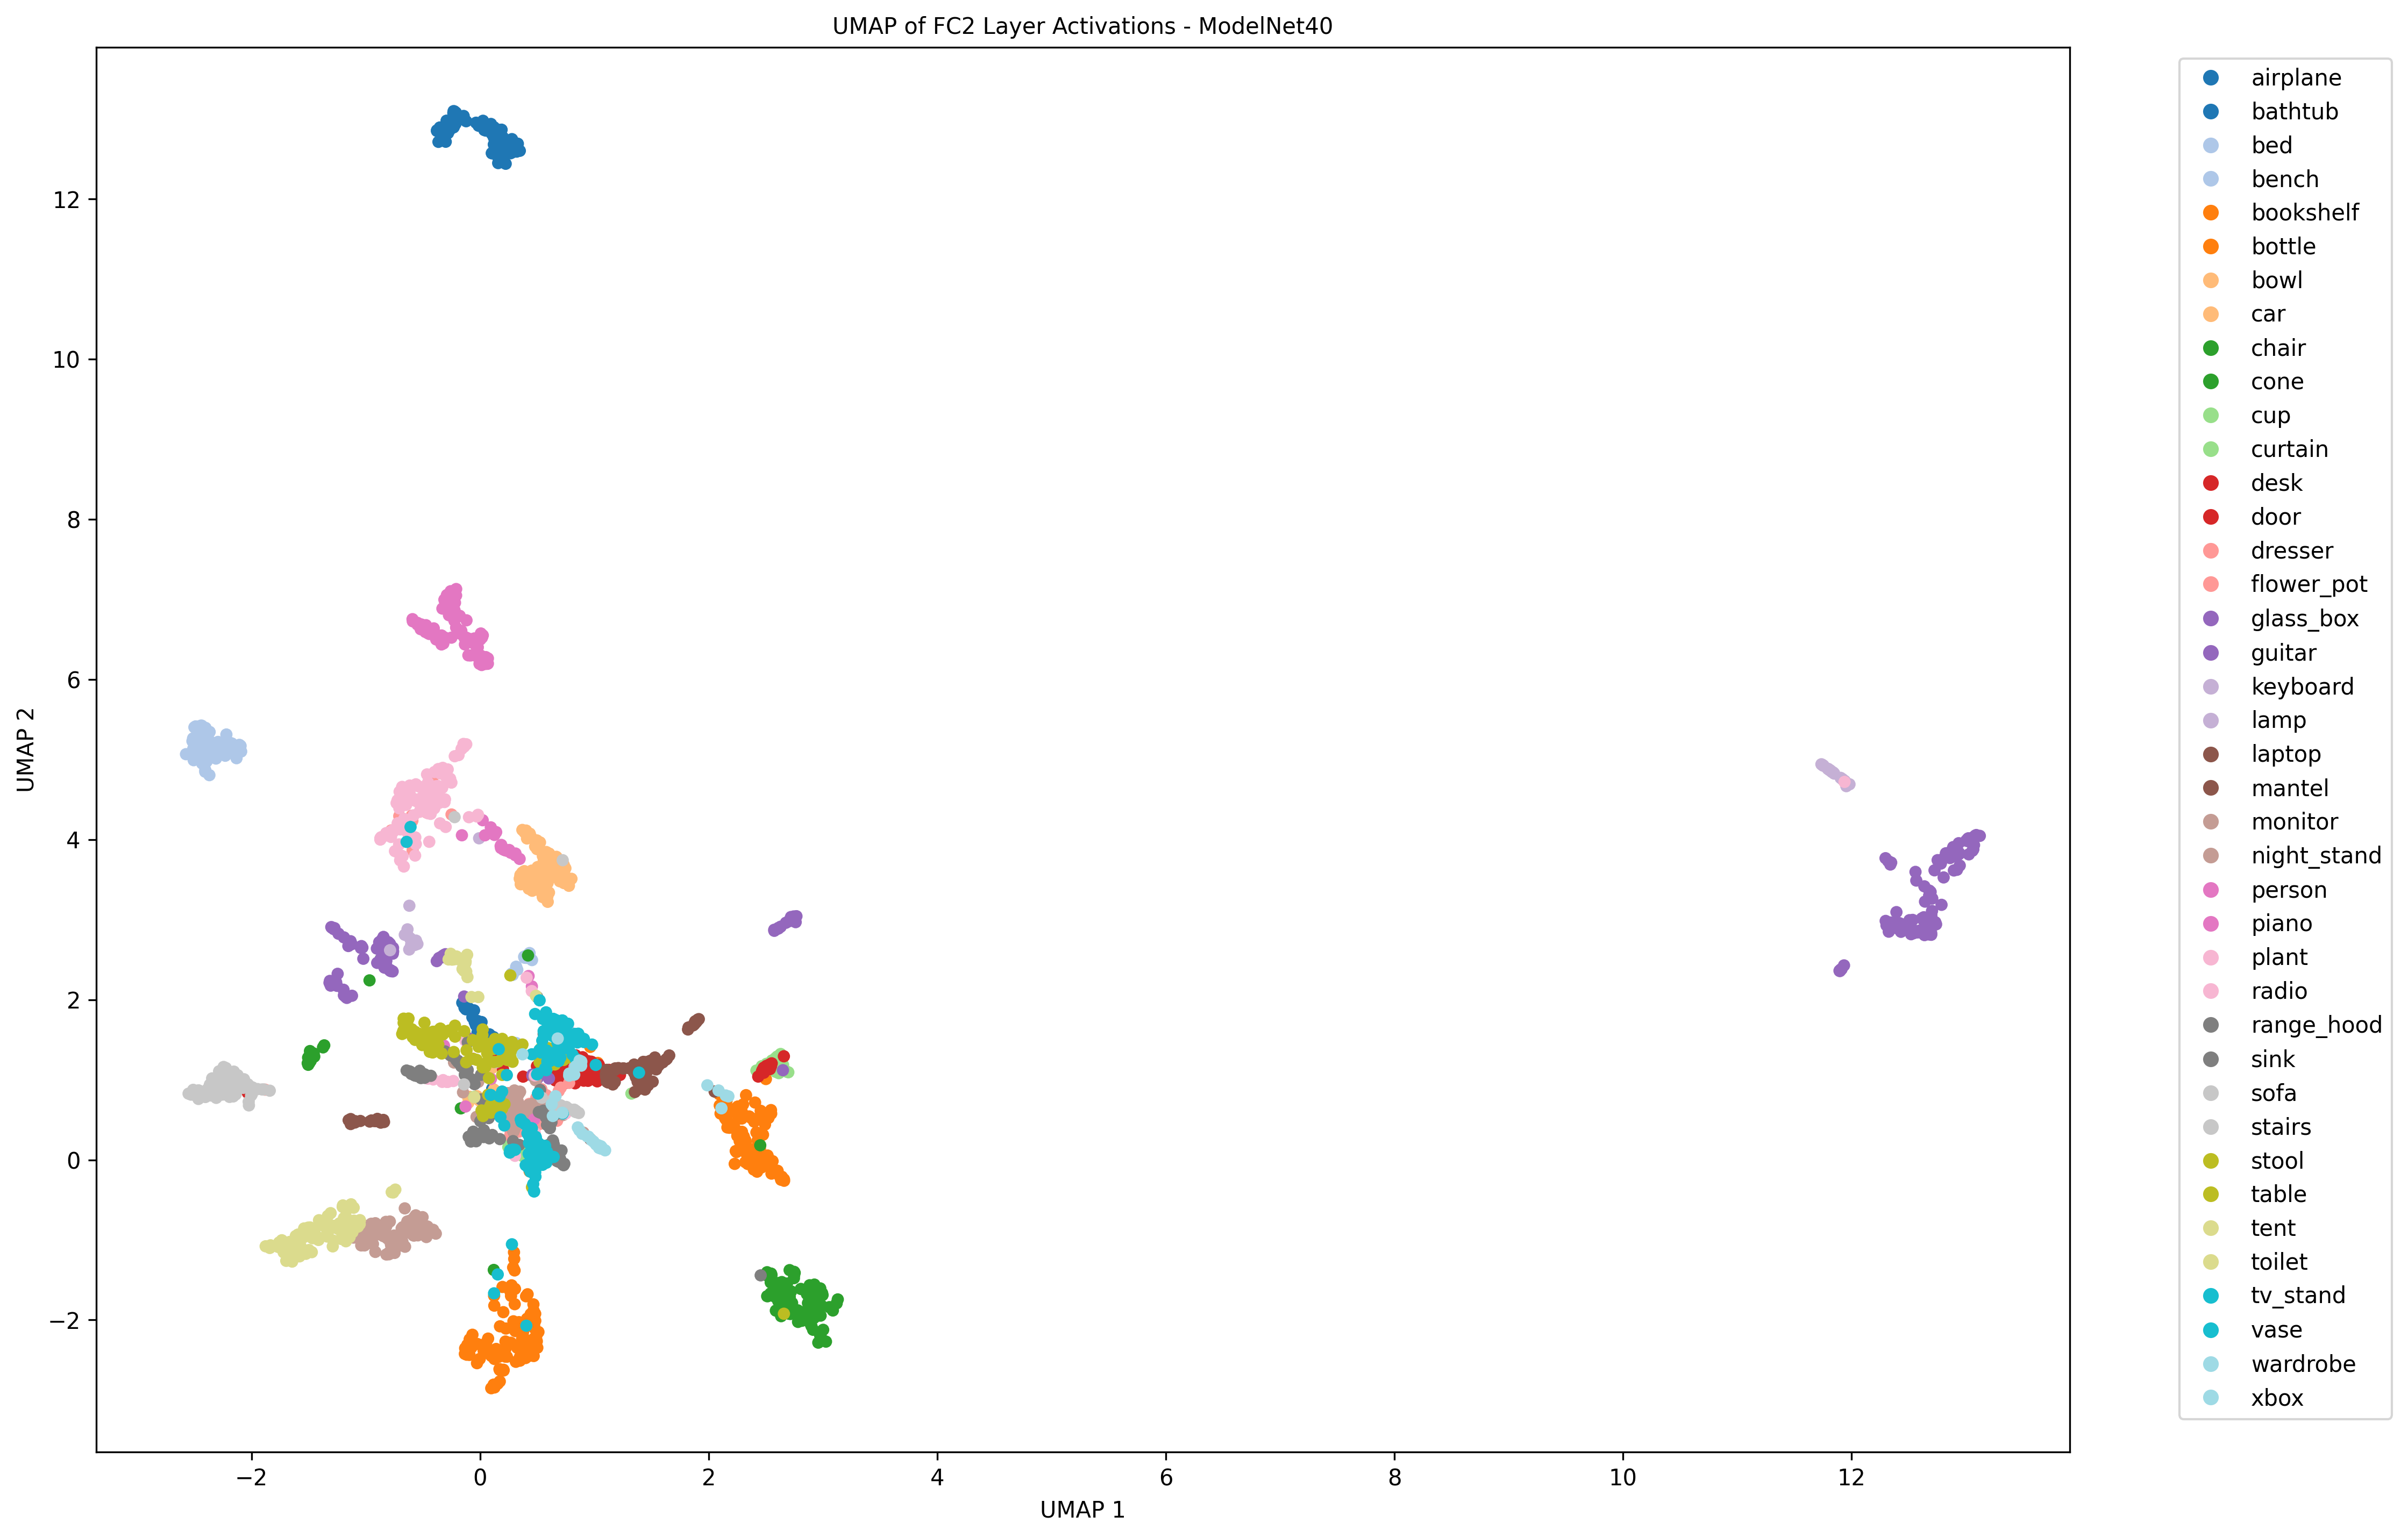 UMAP of FC2 Layer Activations - ModelNet40
UMAP 2
12
10
8
6
4
2
0
−2
−2
0
2
4
6
8
10
12
UMAP 1
airplane
bathtub
bed
bench
bookshelf
bottle
bowl
car
chair
cone
cup
curtain
desk
door
dresser
flower_pot
glass_box
guitar
keyboard
lamp
laptop
mantel
monitor
night_stand
person
piano
plant
radio
range_hood
sink
sofa
stairs
stool
table
tent
toilet
tv_stand
vase
wardrobe
xbox